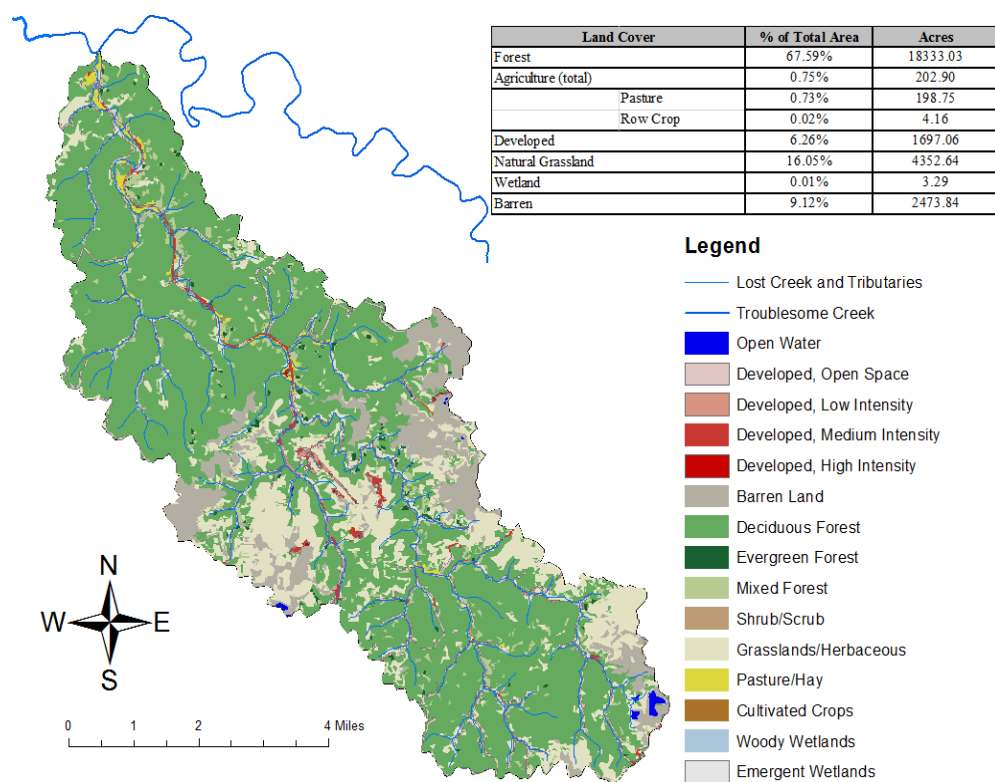 Land Cover % of Total Area Acres
Forest 67.59% 18333.03
Agriculture (total) 0.75% 202.90
Pasture 0.73% 198.75
Row Crop 0.02% 4.16
Developed 6.26% 1697.06
Natural Grassland 16.05% 4352.64
Wetland 0.01% 3.29
Barren 9.12% 2473.84
Legend
Lost Creek and Tributaries
Troublesome Creek
Open Water
Developed, Open Space
Developed, Low Intensity
Developed, Medium Intensity
Developed, High Intensity
Barren Land
Deciduous Forest
Evergreen Forest
Mixed Forest
Shrub/Scrub
Grasslands/Herbaceous
Pasture/Hay
Cultivated Crops
Woody Wetlands
Emergent Wetlands
N
W E
S
0 1 2 4 Miles